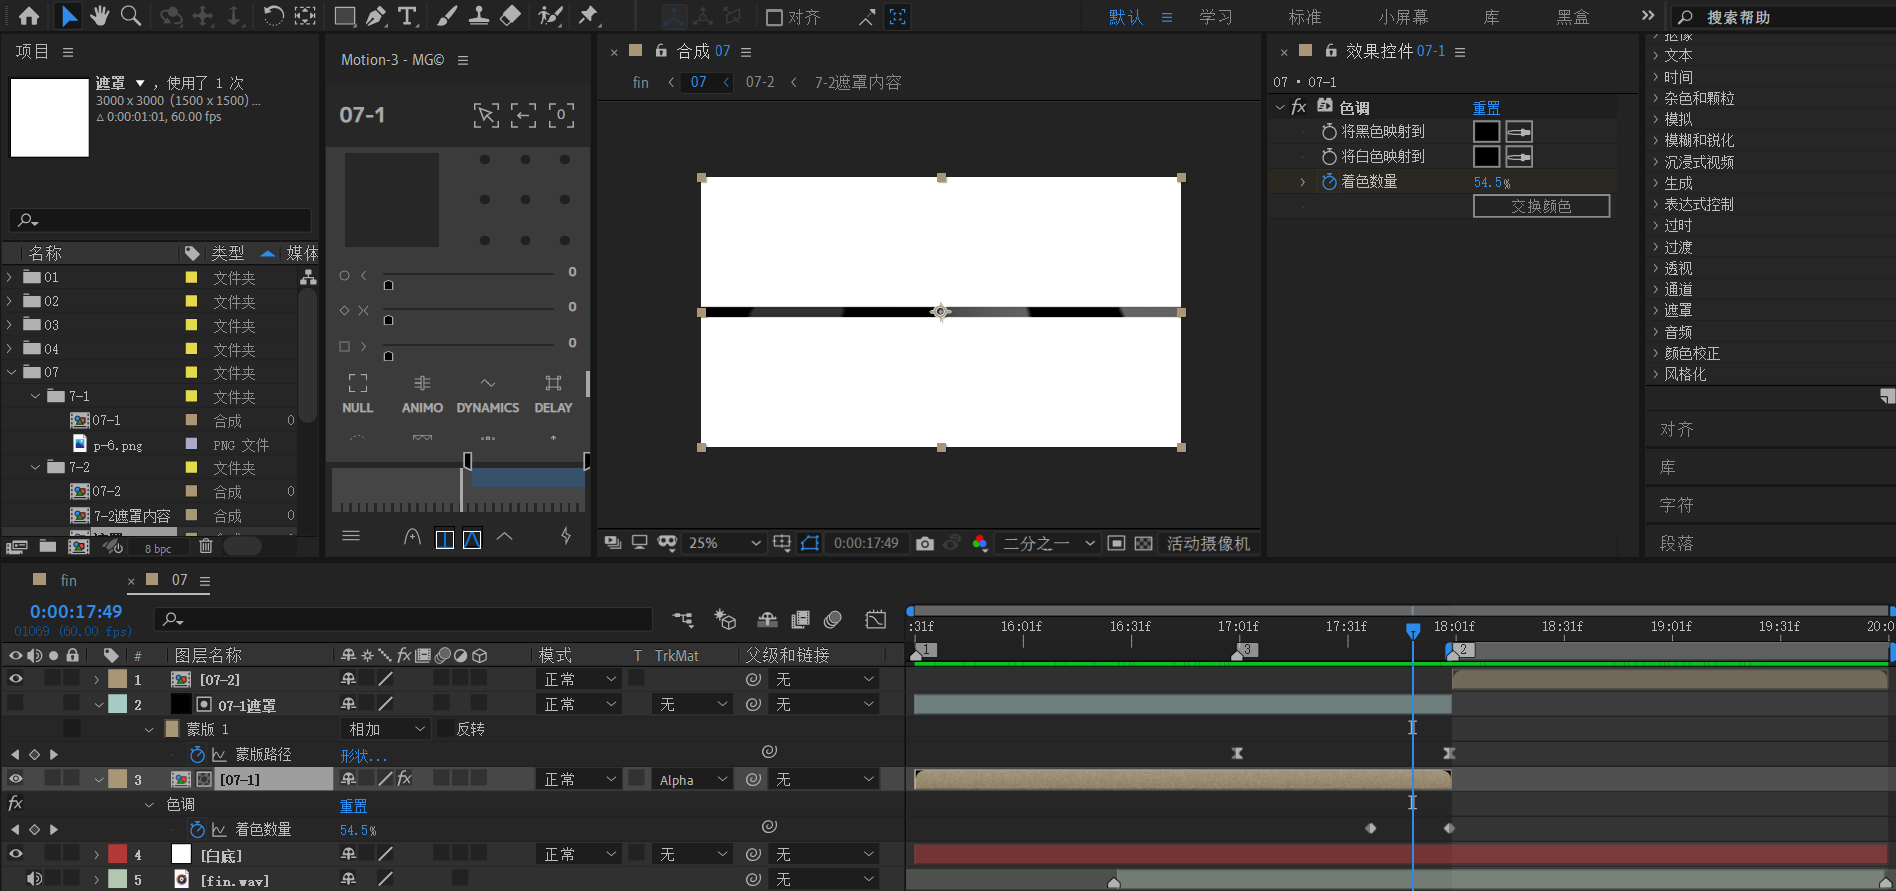 对齐
默认
学习
标准
小屏幕
库
黑盒
搜索帮助
项目
遮罩 ，使用了 1 次
3000 x 3000 (1500 x 1500) ...
△ 0:00:01:01, 60.00 fps
名称
类型
媒体
01 文件夹
02 文件夹
03 文件夹
04 文件夹
07 文件夹
7-1 文件夹
07-1 合成 0
p-6.png PNG 文件
7-2 文件夹
07-2 合成 0
7-2遮罩内容 合成 0
8 bpc
Motion-3 - MG©
07-1
0
0
0
0
NULL ANIMO DYNAMICS DELAY
合成 07
fin 07 07-2 7-2遮罩内容
25% 0:00:17:49 二分之一 活动摄像机
效果控件 07-1
07 · 07-1
fx 色调 重置
将黑色映射到
将白色映射到
着色数量 54.5%
交换颜色
抠像
文本
时间
杂色和颗粒
模拟
模糊和锐化
沉浸式视频
生成
表达式控制
过时
过渡
透视
通道
遮罩
音频
颜色校正
风格化
对齐
库
字符
段落
fin 07
0:00:17:49
01069 (60.00 fps)
:31f 16:01f 16:31f 17:01f 17:31f 18:01f 18:31f 19:01f 19:31f 20:0
# 图层名称 fx 模式 T TrkMat 父级和链接
1 3 2
1 [07-2] 正常 无
2 07-1遮罩 正常 无 无
蒙版 1 相加 反转
蒙版路径 形状...
3 [07-1] fx 正常 Alpha 无
fx 色调 重置
着色数量 54.5%
4 [白底] 正常 无 无
5 [fin.wav] 无